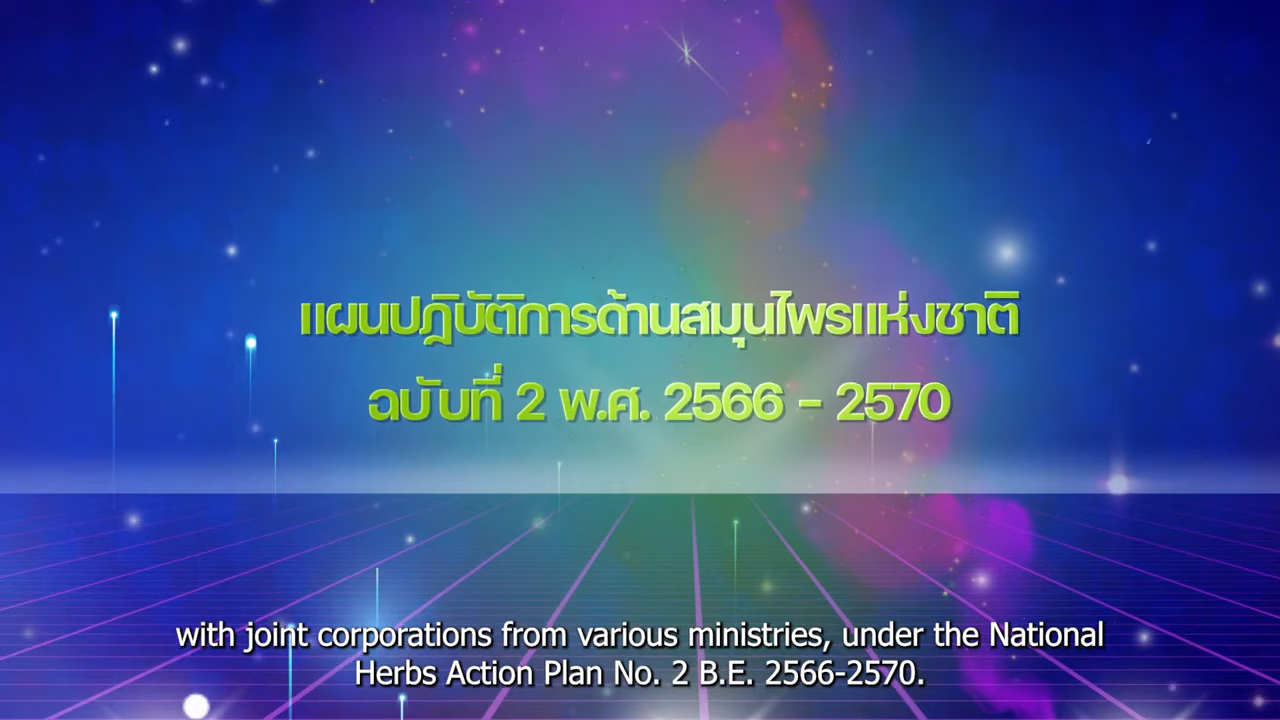 แผนปฏิบัติการด้านสมุนไพรแห่งชาติ
ฉบับที่ 2 พ.ศ. 2566 - 2570
with joint corporations from various ministries, under the National
Herbs Action Plan No. 2 B.E. 2566-2570.